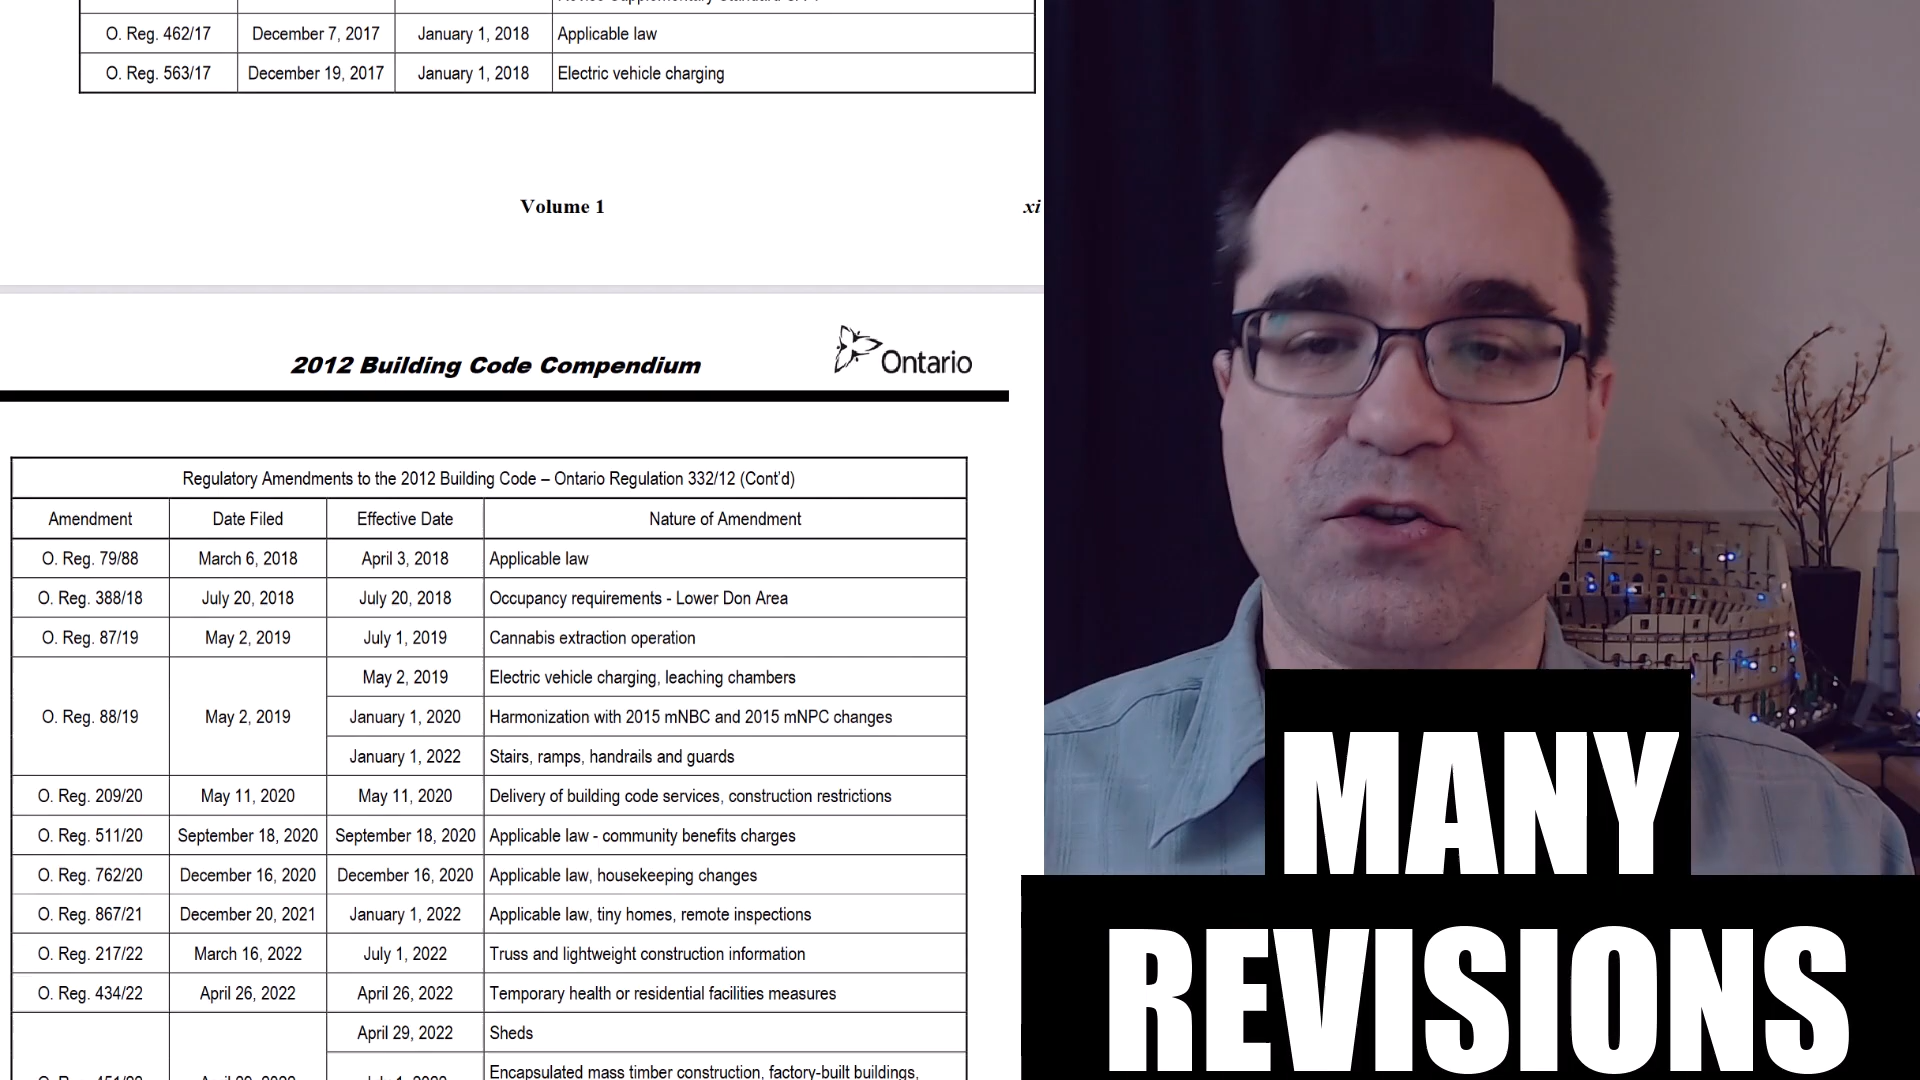 O. Reg. 462/17 December 7, 2017 January 1, 2018 Applicable law
O. Reg. 563/17 December 19, 2017 January 1, 2018 Electric vehicle charging
Volume 1 xi
2012 Building Code Compendium Ontario
Regulatory Amendments to the 2012 Building Code – Ontario Regulation 332/12 (Cont'd)
Amendment Date Filed Effective Date Nature of Amendment
O. Reg. 79/88 March 6, 2018 April 3, 2018 Applicable law
O. Reg. 388/18 July 20, 2018 July 20, 2018 Occupancy requirements - Lower Don Area
O. Reg. 87/19 May 2, 2019 July 1, 2019 Cannabis extraction operation
May 2, 2019 Electric vehicle charging, leaching chambers
O. Reg. 88/19 May 2, 2019 January 1, 2020 Harmonization with 2015 mNBC and 2015 mNPC changes
January 1, 2022 Stairs, ramps, handrails and guards
O. Reg. 209/20 May 11, 2020 May 11, 2020 Delivery of building code services, construction restrictions
O. Reg. 511/20 September 18, 2020 September 18, 2020 Applicable law - community benefits charges
O. Reg. 762/20 December 16, 2020 December 16, 2020 Applicable law, housekeeping changes
O. Reg. 867/21 December 20, 2021 January 1, 2022 Applicable law, tiny homes, remote inspections
O. Reg. 217/22 March 16, 2022 July 1, 2022 Truss and lightweight construction information
O. Reg. 434/22 April 26, 2022 April 26, 2022 Temporary health or residential facilities measures
April 29, 2022 Sheds
Encapsulated mass timber construction, factory-built buildings,
MANY
REVISIONS